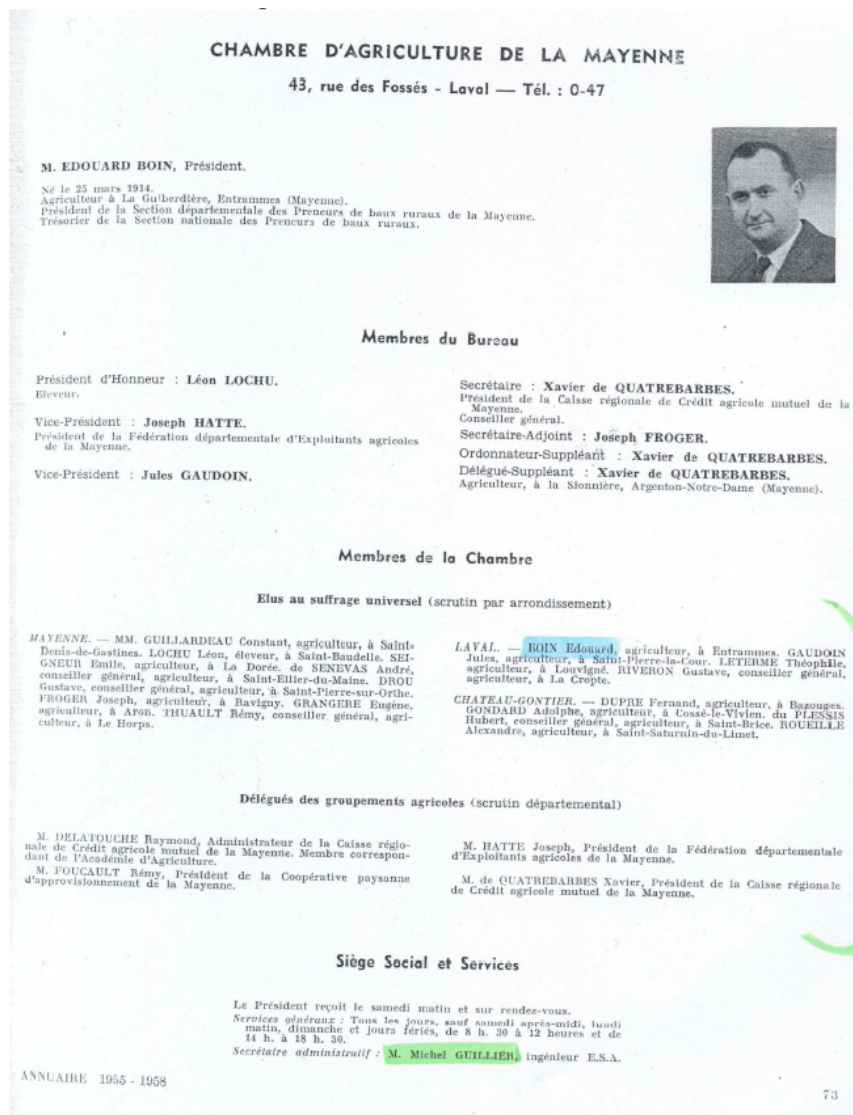 CHAMBRE D'AGRICULTURE DE LA MAYENNE
43, rue des Fossés - Laval — Tél. : 0-47
M. EDOUARD BOIN, Président.
Né le 25 mars 1914.
Agriculteur à La Guiberdière, Entrammes (Mayenne).
Président de la Section départementale des Preneurs de baux ruraux de la Mayenne.
Trésorier de la Section nationale des Preneurs de baux ruraux.
Membres du Bureau
Président d'Honneur : Léon LOCHU.
Eleveur.
Vice-Président : Joseph HATTE.
Président de la Fédération départementale d'Exploitants agricoles
de la Mayenne.
Vice-Président : Jules GAUDOIN.
Secrétaire : Xavier de QUATREBARBES.
Président de la Caisse régionale de Crédit agricole mutuel de la
Mayenne.
Conseiller général.
Secrétaire-Adjoint : Joseph FROGER.
Ordonnateur-Suppléant : Xavier de QUATREBARBES.
Délégué-Suppléant : Xavier de QUATREBARBES.
Agriculteur, à la Sionnière, Argenton-Notre-Dame (Mayenne).
Membres de la Chambre
Elus au suffrage universel (scrutin par arrondissement)
MAYENNE. — MM. GUILLARDEAU Constant, agriculteur, à Saint-
Denis-de-Gastines. LOCHU Léon, éleveur, à Saint-Baudelle. SEI-
GNEUR Emile, agriculteur, à La Dorée. de SENEVAS André,
conseiller général, agriculteur, à Saint-Ellier-du-Maine. DROU
Gustave, conseiller général, agriculteur, à Saint-Pierre-sur-Orthe.
FROGER Joseph, agriculteur, à Ravigny. GRANGERE Eugène,
agriculteur, à Aron. THUAULT Rémy, conseiller général, agri-
culteur, à Le Horps.
LAVAL. — BOIN Edouard, agriculteur, à Entrammes. GAUDOIN
Jules, agriculteur, à Saint-Pierre-la-Cour. LETERME Théophile,
agriculteur, à Louvigné. RIVERON Gustave, conseiller général,
agriculteur, à La Cropte.
CHATEAU-GONTIER. — DUPRE Fernand, agriculteur, à Bazouges.
GONDARD Adolphe, agriculteur, à Cossé-le-Vivien. du PLESSIS
Hubert, conseiller général, agriculteur, à Saint-Brice. ROUEILLE
Alexandre, agriculteur, à Saint-Saturnin-du-Limet.
Délégués des groupements agricoles (scrutin départemental)
M. DELATOUCHE Raymond, Administrateur de la Caisse régio-
nale de Crédit agricole mutuel de la Mayenne. Membre correspon-
dant de l'Académie d'Agriculture.
M. FOUCAULT Rémy, Président de la Coopérative paysanne
d'approvisionnement de la Mayenne.
M. HATTE Joseph, Président de la Fédération départementale
d'Exploitants agricoles de la Mayenne.
M. de QUATREBARBES Xavier, Président de la Caisse régionale
de Crédit agricole mutuel de la Mayenne.
Siège Social et Services
Le Président reçoit le samedi matin et sur rendez-vous.
Services généraux : Tous les jours, sauf samedi après-midi, lundi
matin, dimanche et jours fériés, de 8 h. 30 à 12 heures et de
14 h. à 18 h. 30.
Secrétaire administratif : M. Michel GUILLIER, ingénieur E.S.A.
ANNUAIRE 1955 - 1958
73